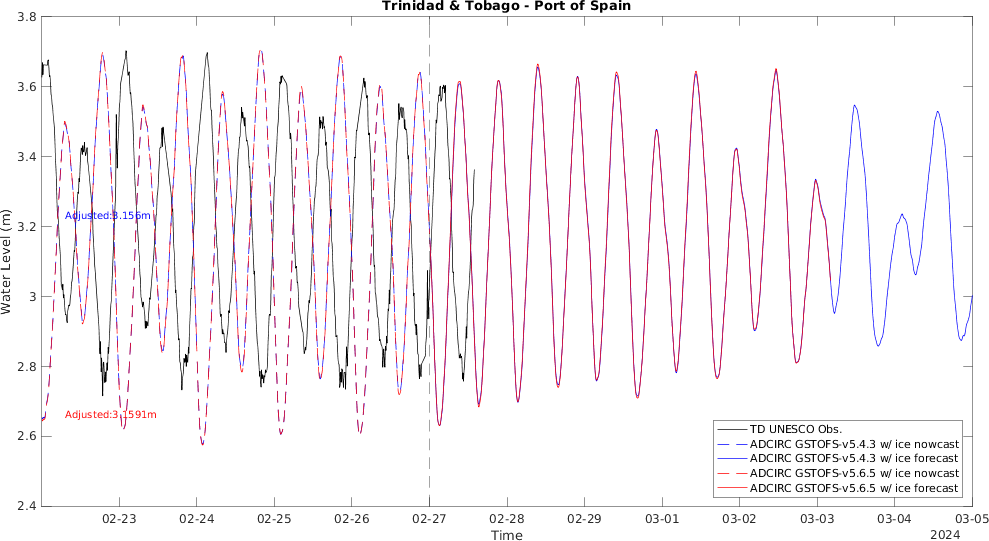 Trinidad & Tobago - Port of Spain
3.8
3.6
3.4
3.2
3
2.8
2.6
2.4
Water Level (m)
Adjusted:3.156m
Adjusted:3.1591m
TD UNESCO Obs.
ADCIRC GSTOFS-v5.4.3 w/ ice nowcast
ADCIRC GSTOFS-v5.4.3 w/ ice forecast
ADCIRC GSTOFS-v5.6.5 w/ ice nowcast
ADCIRC GSTOFS-v5.6.5 w/ ice forecast
02-23 02-24 02-25 02-26 02-27 02-28 02-29 03-01 03-02 03-03 03-04 03-05
Time 2024